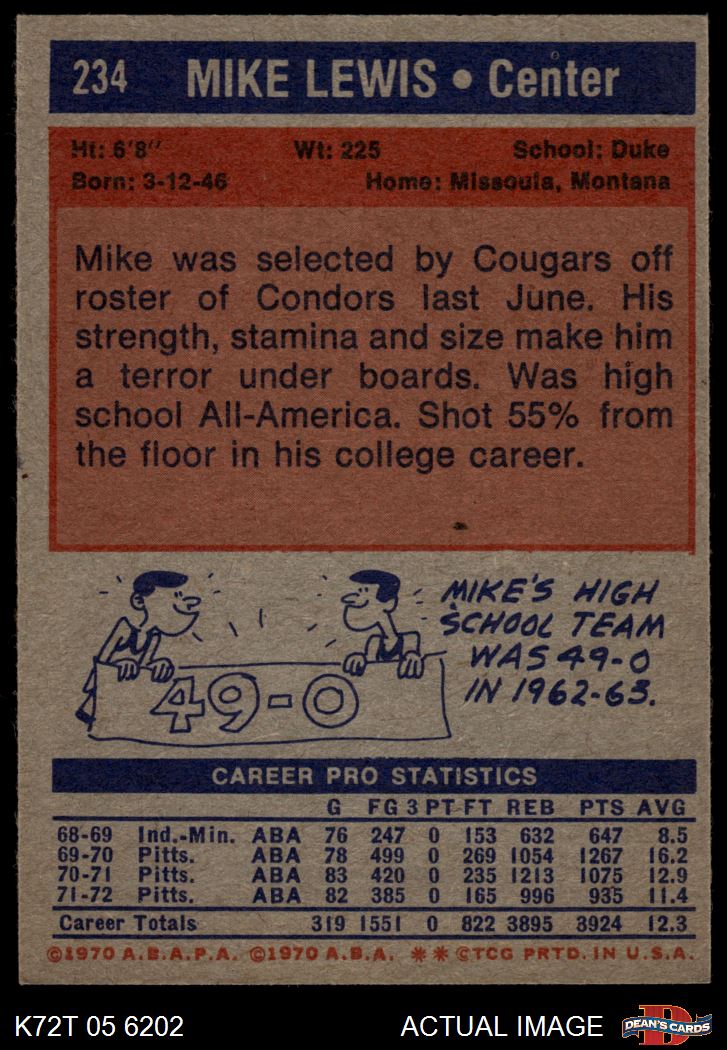 234 MIKE LEWIS • Center
Ht: 6'8" Wt: 225 School: Duke
Born: 3-12-46 Home: Missoula, Montana
Mike was selected by Cougars off
roster of Condors last June. His
strength, stamina and size make him
a terror under boards. Was high
school All-America. Shot 55% from
the floor in his college career.
MIKE'S HIGH
SCHOOL TEAM
WAS 49-0
IN 1962-63.
49-0
CAREER PRO STATISTICS
G FG 3 PT FT REB PTS AVG
68-69 Ind.-Min. ABA 76 247 0 153 632 647 8.5
69-70 Pitts. ABA 78 499 0 269 1054 1267 16.2
70-71 Pitts. ABA 83 420 0 235 1213 1075 12.9
71-72 Pitts. ABA 82 385 0 165 996 935 11.4
Career Totals 319 1551 0 822 3895 3924 12.3
©1970 A.B.A.P.A. ©1970 A.B.A. ** ©TCG PRTD. IN U.S.A.
K72T 05 6202 ACTUAL IMAGE DEAN'S CARDS